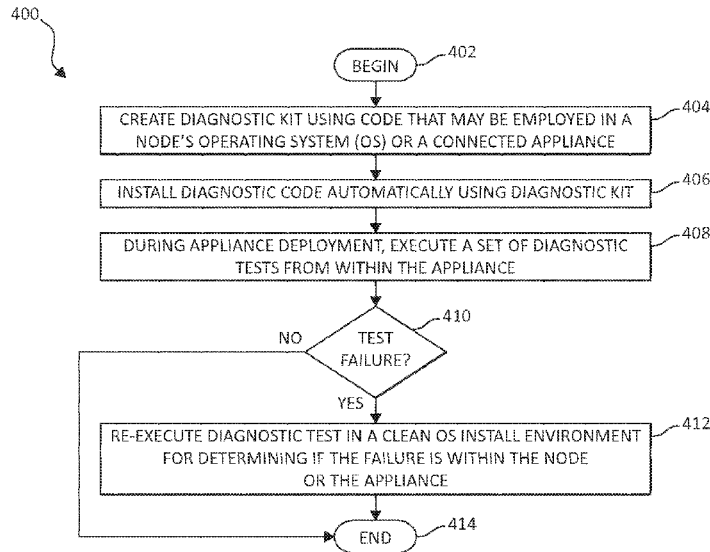 400
BEGIN
402
CREATE DIAGNOSTIC KIT USING CODE THAT MAY BE EMPLOYED IN A
NODE'S OPERATING SYSTEM (OS) OR A CONNECTED APPLIANCE
404
INSTALL DIAGNOSTIC CODE AUTOMATICALLY USING DIAGNOSTIC KIT
406
DURING APPLIANCE DEPLOYMENT, EXECUTE A SET OF DIAGNOSTIC
TESTS FROM WITHIN THE APPLIANCE
408
410
NO
TEST
FAILURE?
YES
RE-EXECUTE DIAGNOSTIC TEST IN A CLEAN OS INSTALL ENVIRONMENT
FOR DETERMINING IF THE FAILURE IS WITHIN THE NODE
OR THE APPLIANCE
412
END
414